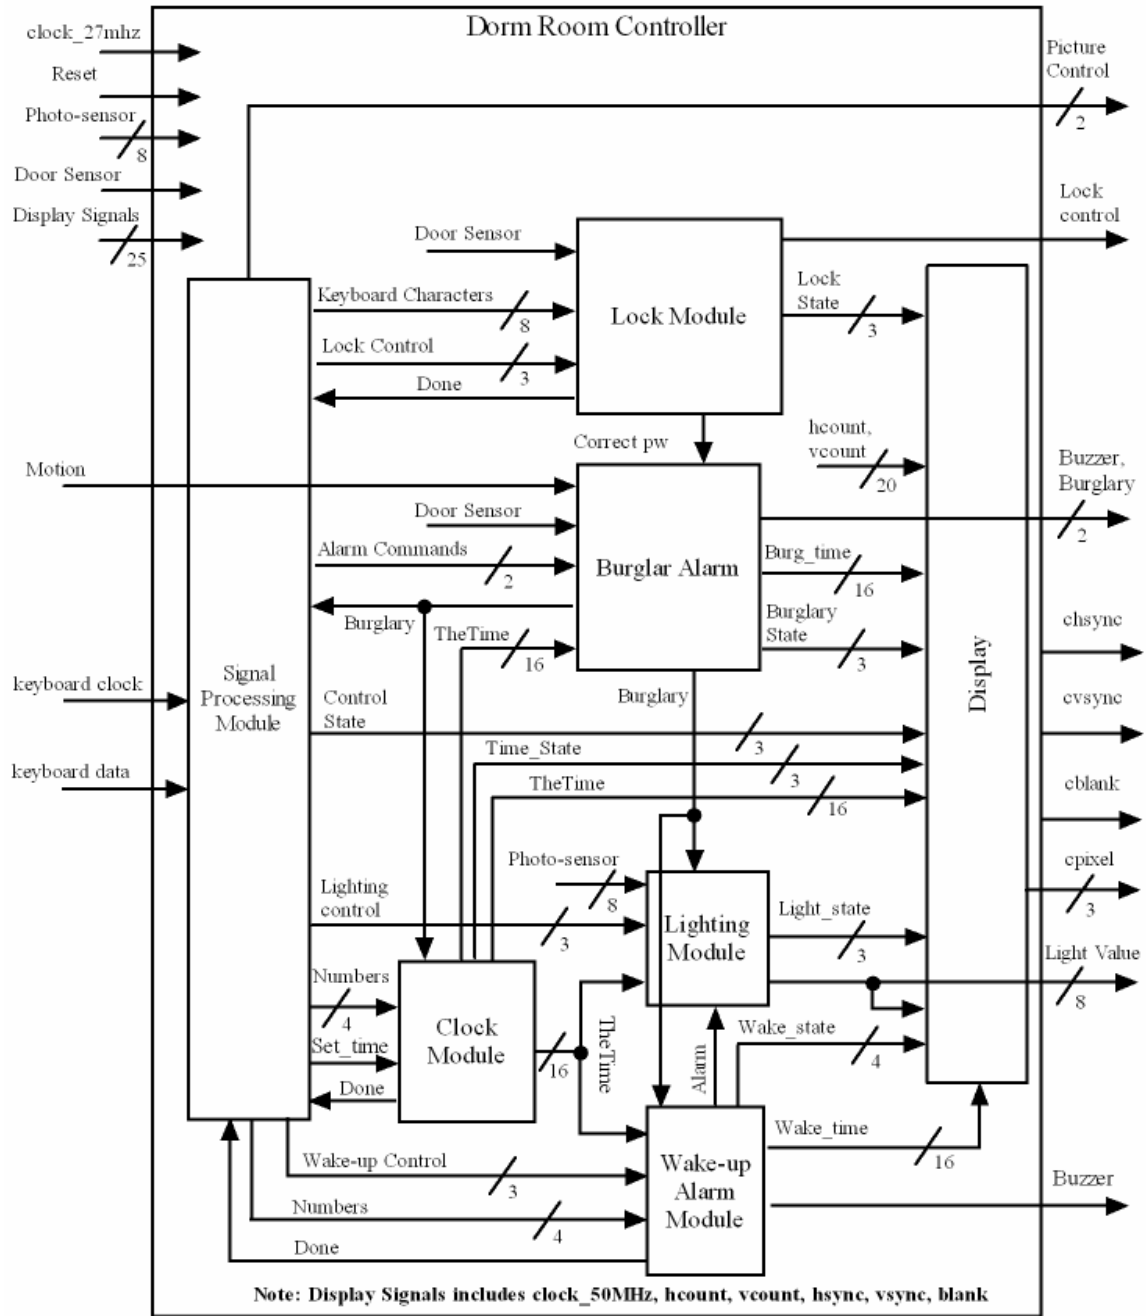 Dorm Room Controller
clock_27mhz
Reset
Photo-sensor
8
Door Sensor
Display Signals
25
Picture
Control
2
Lock
control
Door Sensor
Keyboard Characters
8
Lock Control
3
Done
Lock Module
Lock
State
3
Correct pw
hcount,
vcount
20
Motion
Door Sensor
Alarm Commands
2
Burglary
TheTime
16
Burglar Alarm
Buzzer,
Burglary
2
Burg_time
16
Burglary
State
3
Burglary
Signal
Processing
Module
keyboard clock
keyboard data
Control
State
3
Time_State
3
TheTime
16
Display
chsync
cvsync
cblank
cpixel
3
Photo-sensor
8
Lighting
control
3
Lighting
Module
Light_state
3
Light Value
8
Numbers
4
Set_time
Done
Clock
Module
16
TheTime
Alarm
Wake_state
4
Wake_time
16
Wake-up Control
3
Numbers
4
Done
Wake-up
Alarm
Module
Buzzer
Note: Display Signals includes clock_50MHz, hcount, vcount, hsync, vsync, blank